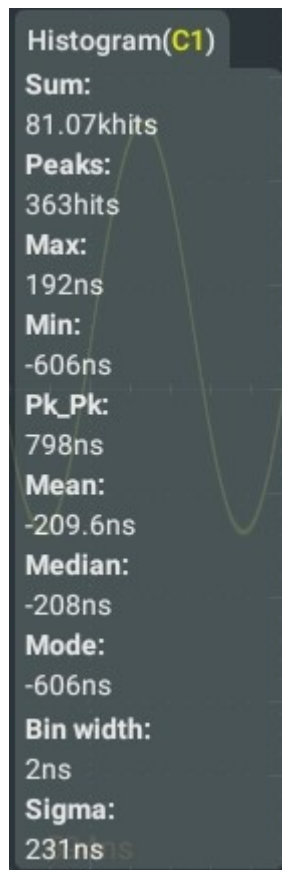 Histogram(C1)
Sum:
81.07khits
Peaks:
363hits
Max:
192ns
Min:
-606ns
Pk_Pk:
798ns
Mean:
-209.6ns
Median:
-208ns
Mode:
-606ns
Bin width:
2ns
Sigma:
231ns